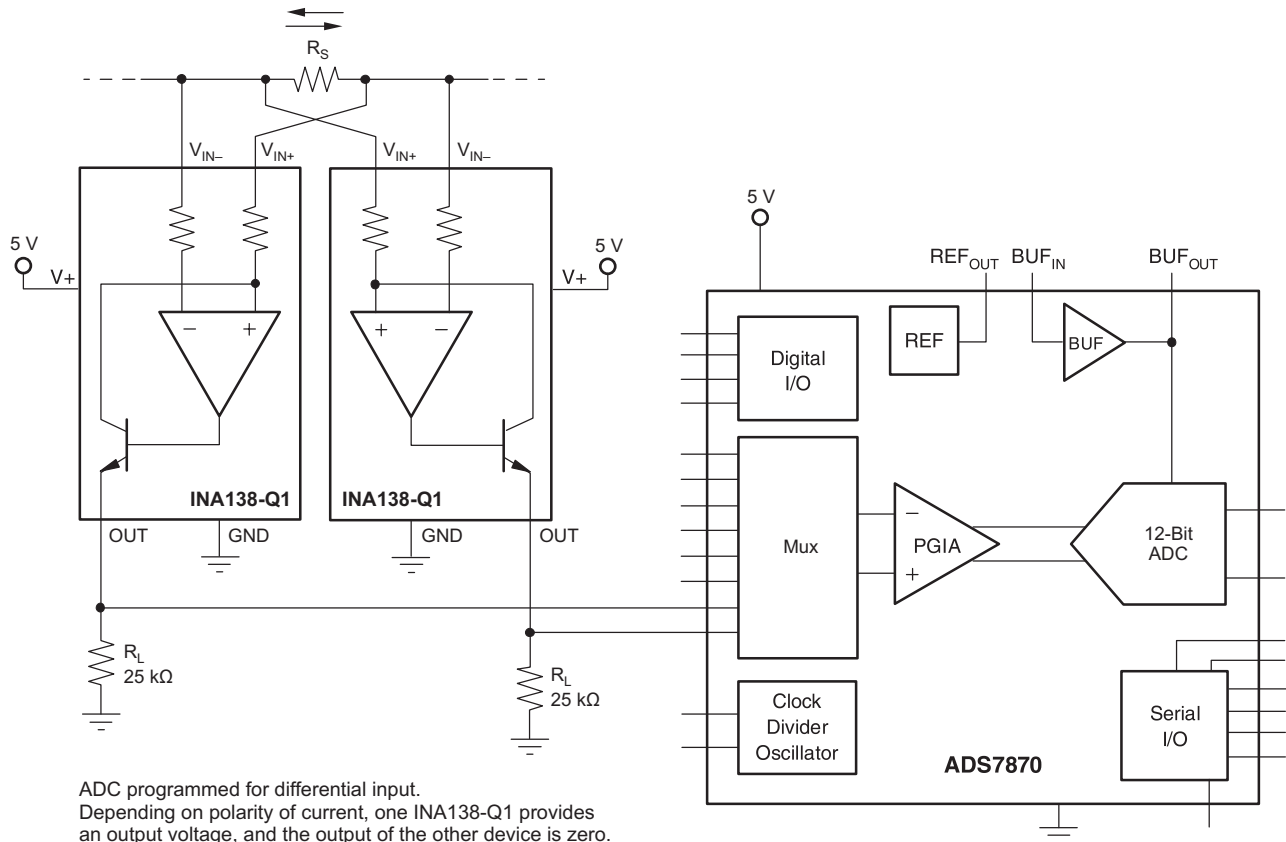 R_S
V_IN–
V_IN+
V_IN+
V_IN–
5 V
V+
5 V
V+
– +
+ –
INA138-Q1
INA138-Q1
OUT
GND
GND
OUT
R_L
25 kΩ
R_L
25 kΩ
5 V
REF_OUT
BUF_IN
BUF_OUT
Digital
I/O
REF
BUF
Mux
–
PGIA
+
12-Bit
ADC
Clock
Divider
Oscillator
Serial
I/O
ADS7870
ADC programmed for differential input.
Depending on polarity of current, one INA138-Q1 provides
an output voltage, and the output of the other device is zero.